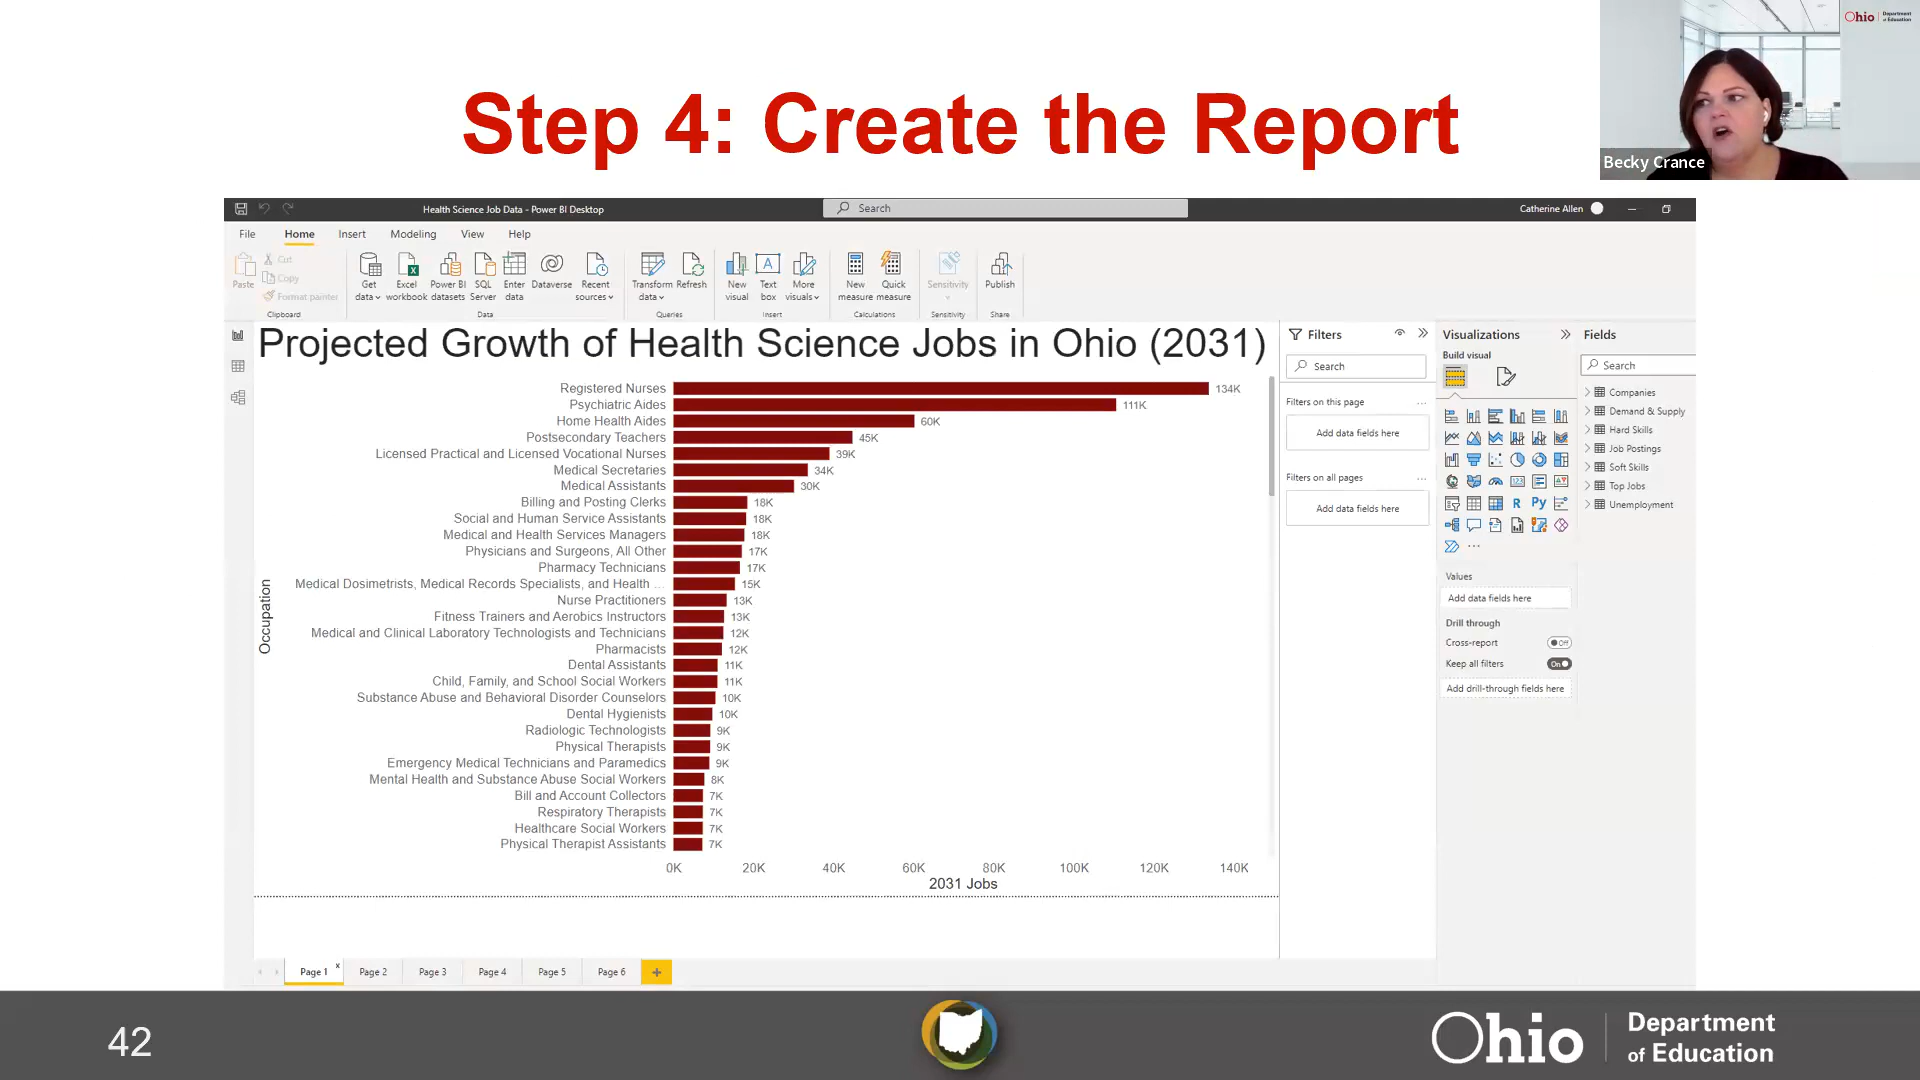 Step 4: Create the Report
Ohio Department of Education
Becky Crance
Health Science Job Data - Power BI Desktop
Search
Catherine Allen
File Home Insert Modeling View Help
Paste
Cut
Copy
Format painter
Clipboard
Get data
Excel workbook
Power BI datasets
SQL Server
Enter data
Dataverse
Recent sources
Data
Transform data
Refresh
Queries
New visual
Text box
More visuals
Insert
New measure
Quick measure
Calculations
Sensitivity
Sensitivity
Publish
Share
Projected Growth of Health Science Jobs in Ohio (2031)
Occupation
Registered Nurses 134K
Psychiatric Aides 111K
Home Health Aides 60K
Postsecondary Teachers 45K
Licensed Practical and Licensed Vocational Nurses 39K
Medical Secretaries 34K
Medical Assistants 30K
Billing and Posting Clerks 18K
Social and Human Service Assistants 18K
Medical and Health Services Managers 18K
Physicians and Surgeons, All Other 17K
Pharmacy Technicians 17K
Medical Dosimetrists, Medical Records Specialists, and Health ... 15K
Nurse Practitioners 13K
Fitness Trainers and Aerobics Instructors 13K
Medical and Clinical Laboratory Technologists and Technicians 12K
Pharmacists 12K
Dental Assistants 11K
Child, Family, and School Social Workers 11K
Substance Abuse and Behavioral Disorder Counselors 10K
Dental Hygienists 10K
Radiologic Technologists 9K
Physical Therapists 9K
Emergency Medical Technicians and Paramedics 9K
Mental Health and Substance Abuse Social Workers 8K
Bill and Account Collectors 7K
Respiratory Therapists 7K
Healthcare Social Workers 7K
Physical Therapist Assistants 7K
0K 20K 40K 60K 80K 100K 120K 140K
2031 Jobs
Filters
Search
Filters on this page ...
Add data fields here
Filters on all pages ...
Add data fields here
Visualizations
Build visual
R Py
...
Values
Add data fields here
Drill through
Cross-report Off
Keep all filters On
Add drill-through fields here
Fields
Search
Companies
Demand & Supply
Hard Skills
Job Postings
Soft Skills
Top Jobs
Unemployment
Page 1 x Page 2 Page 3 Page 4 Page 5 Page 6 +
42
Ohio
Department
of Education